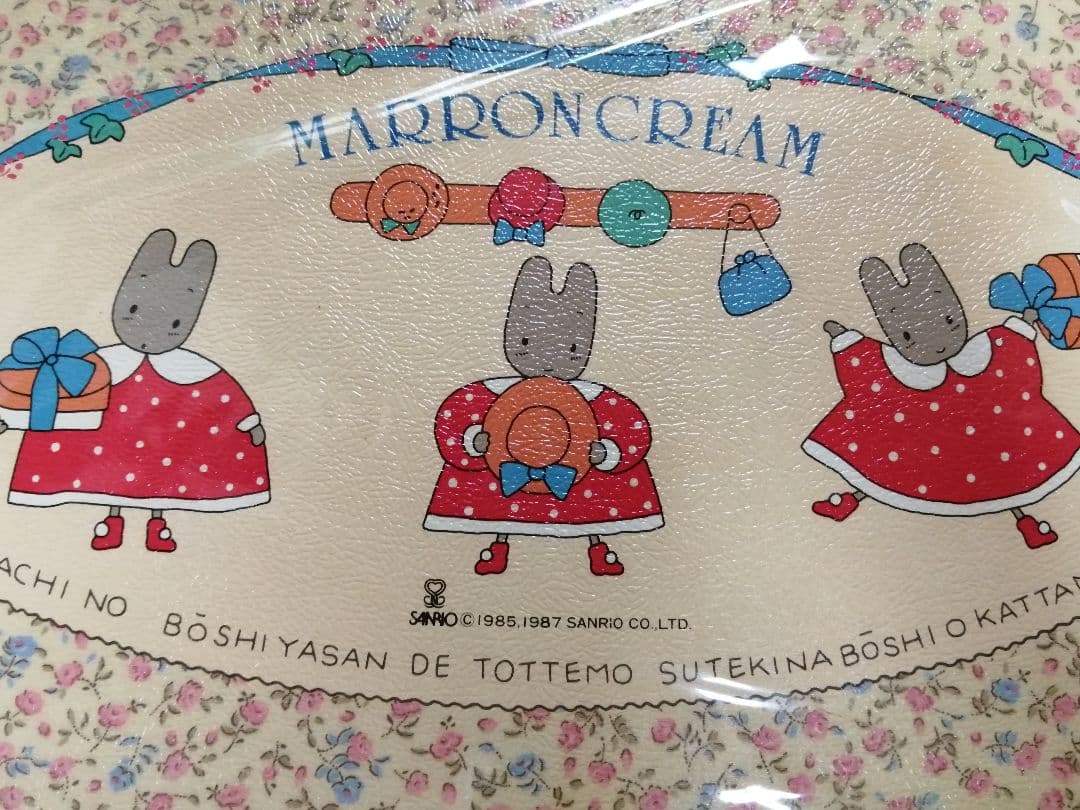 MARRONCREAM
SANRIO © 1985, 1987 SANRIO CO., LTD.
ACHI NO BŌSHIYASAN DE TOTTEMO SUTEKINA BŌSHI O KATTA